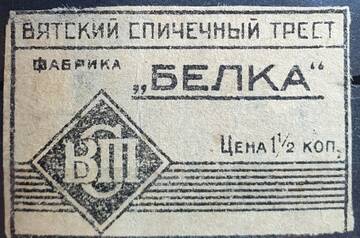 ВЯТСКИЙ СПИЧЕЧНЫЙ ТРЕСТ
ФАБРИКА
„БЕЛКА“
ВСТ
ЦЕНА 1½ КОП.